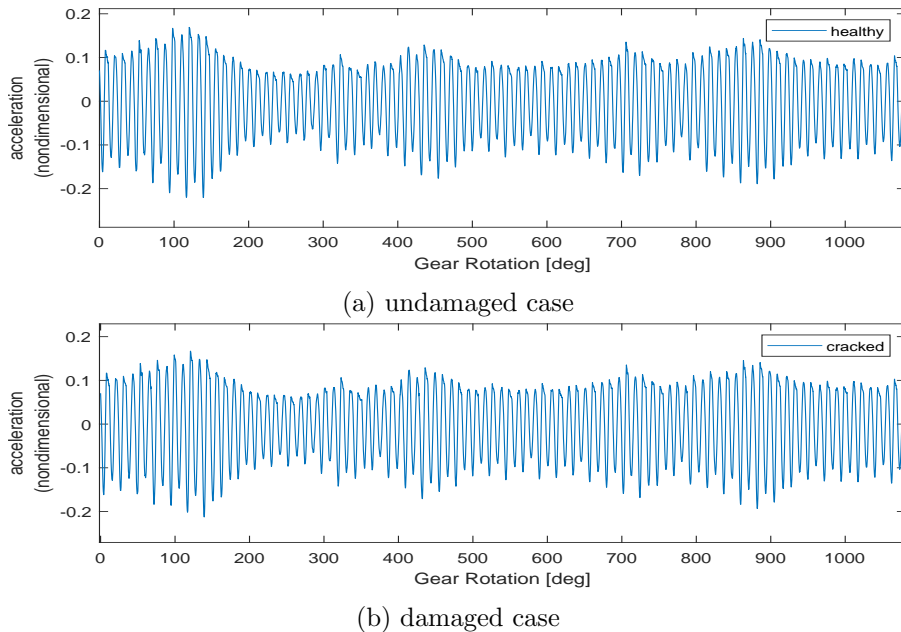 0.2
0.1
0
-0.1
-0.2
acceleration
(nondimensional)
healthy
0 100 200 300 400 500 600 700 800 900 1000
Gear Rotation [deg]
(a) undamaged case
0.2
0.1
0
-0.1
-0.2
acceleration
(nondimensional)
cracked
0 100 200 300 400 500 600 700 800 900 1000
Gear Rotation [deg]
(b) damaged case